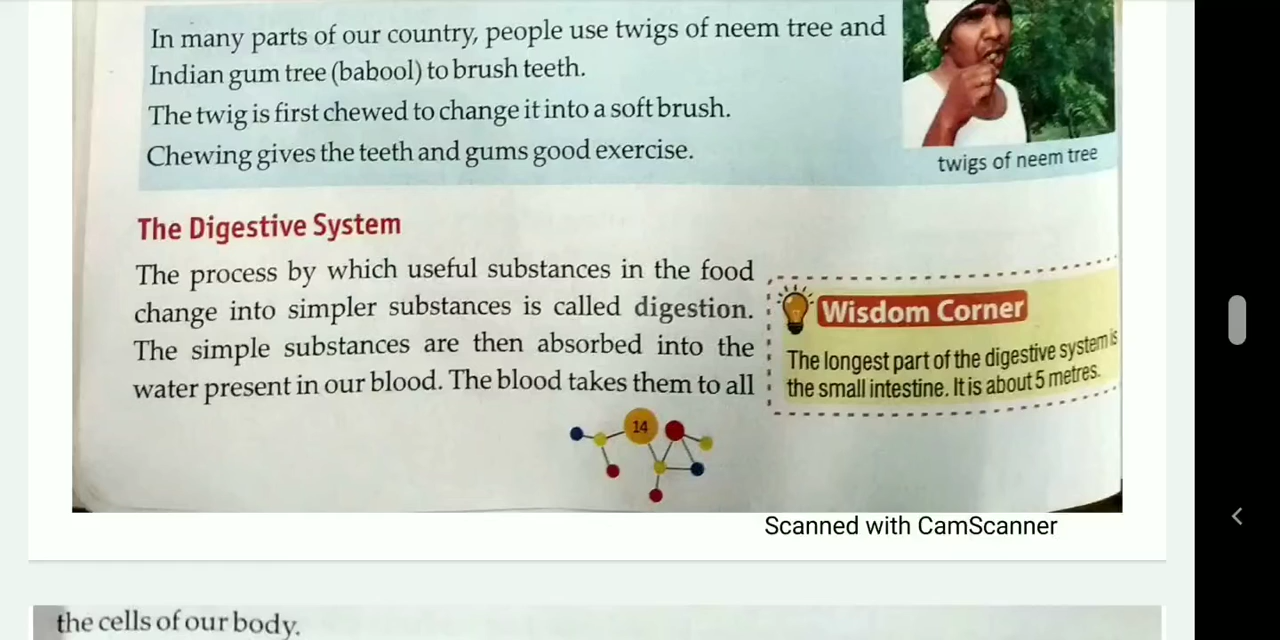 In many parts of our country, people use twigs of neem tree and
Indian gum tree (babool) to brush teeth.
The twig is first chewed to change it into a soft brush.
Chewing gives the teeth and gums good exercise.
twigs of neem tree
The Digestive System
The process by which useful substances in the food
change into simpler substances is called digestion.
The simple substances are then absorbed into the
water present in our blood. The blood takes them to all
Wisdom Corner
The longest part of the digestive system is
the small intestine. It is about 5 metres.
14
Scanned with CamScanner
the cells of our body.